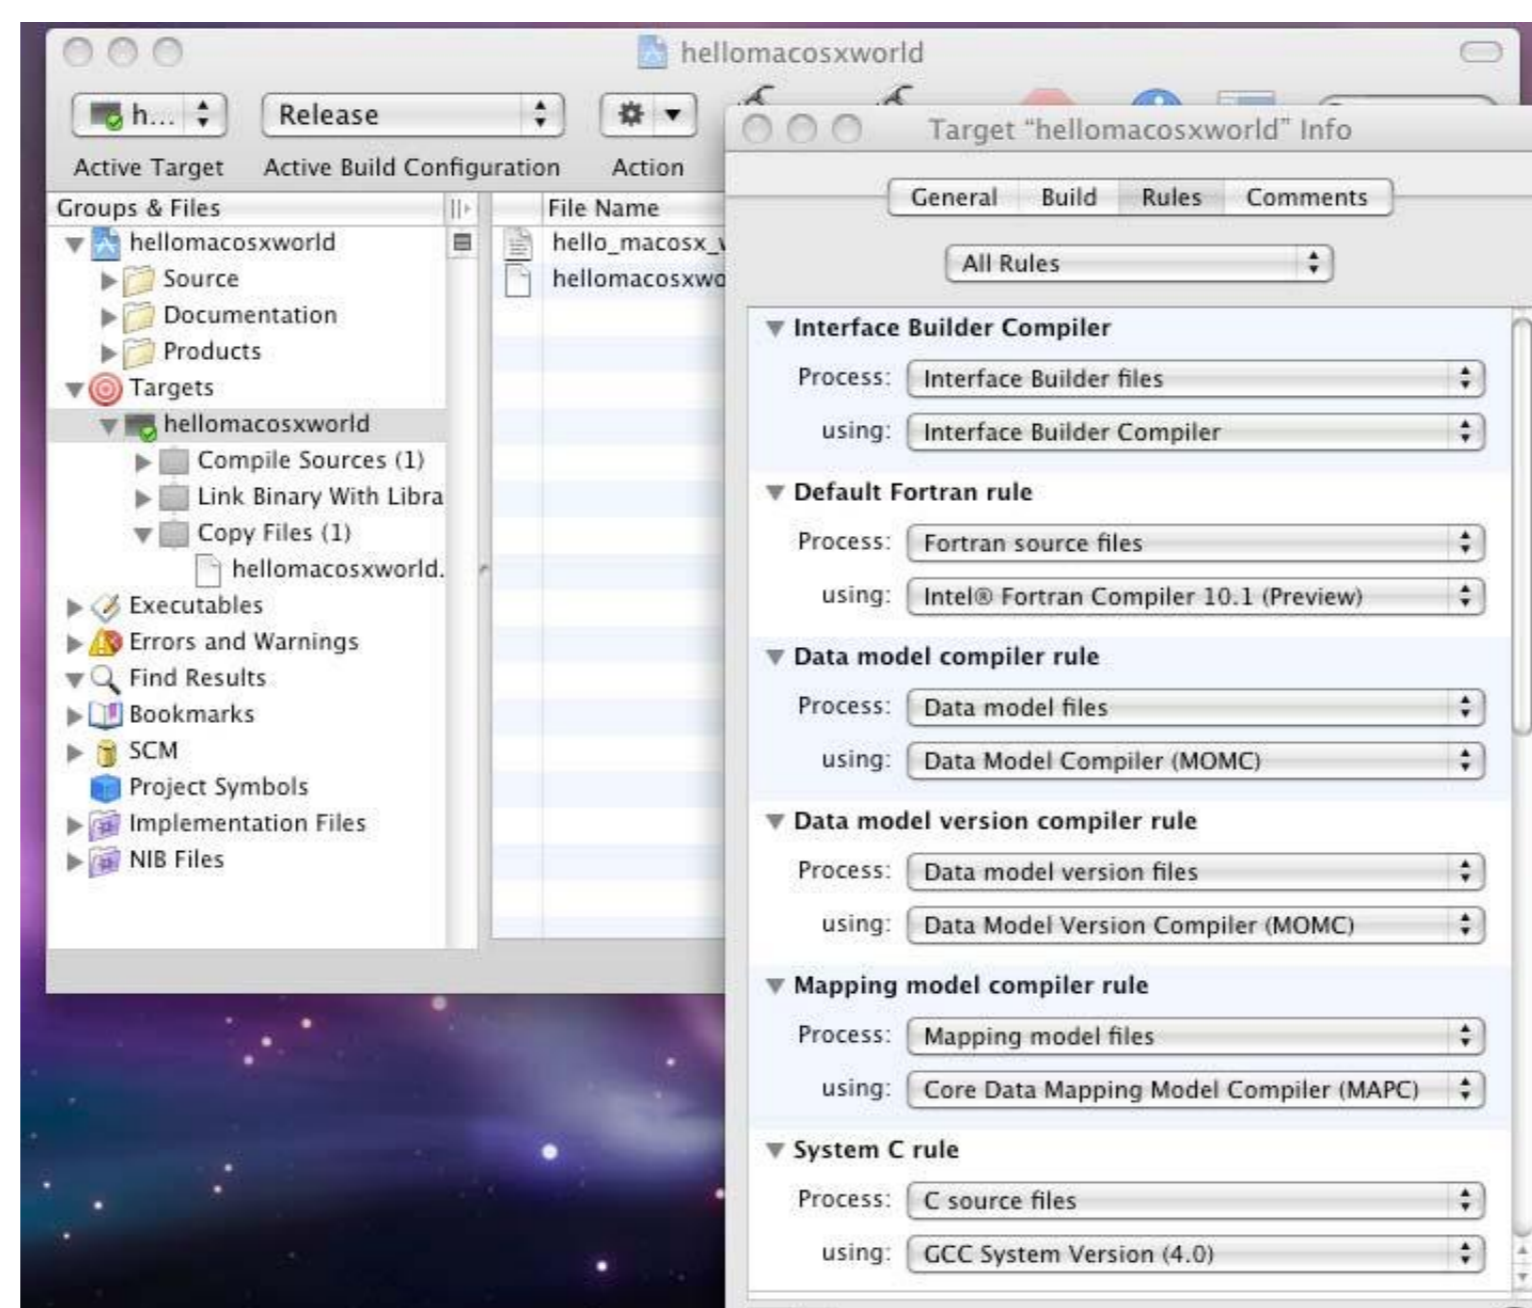 hellomacosxworld
h...
Release
Active Target
Active Build Configuration
Action
Groups & Files
File Name
hellomacosxworld
Source
Documentation
Products
Targets
hellomacosxworld
Compile Sources (1)
Link Binary With Libra
Copy Files (1)
hellomacosxworld.
Executables
Errors and Warnings
Find Results
Bookmarks
SCM
Project Symbols
Implementation Files
NIB Files
hello_macosx_
hellomacosxwo
Target “hellomacosxworld” Info
General Build Rules Comments
All Rules
Interface Builder Compiler
Process: Interface Builder files
using: Interface Builder Compiler
Default Fortran rule
Process: Fortran source files
using: Intel® Fortran Compiler 10.1 (Preview)
Data model compiler rule
Process: Data model files
using: Data Model Compiler (MOMC)
Data model version compiler rule
Process: Data model version files
using: Data Model Version Compiler (MOMC)
Mapping model compiler rule
Process: Mapping model files
using: Core Data Mapping Model Compiler (MAPC)
System C rule
Process: C source files
using: GCC System Version (4.0)